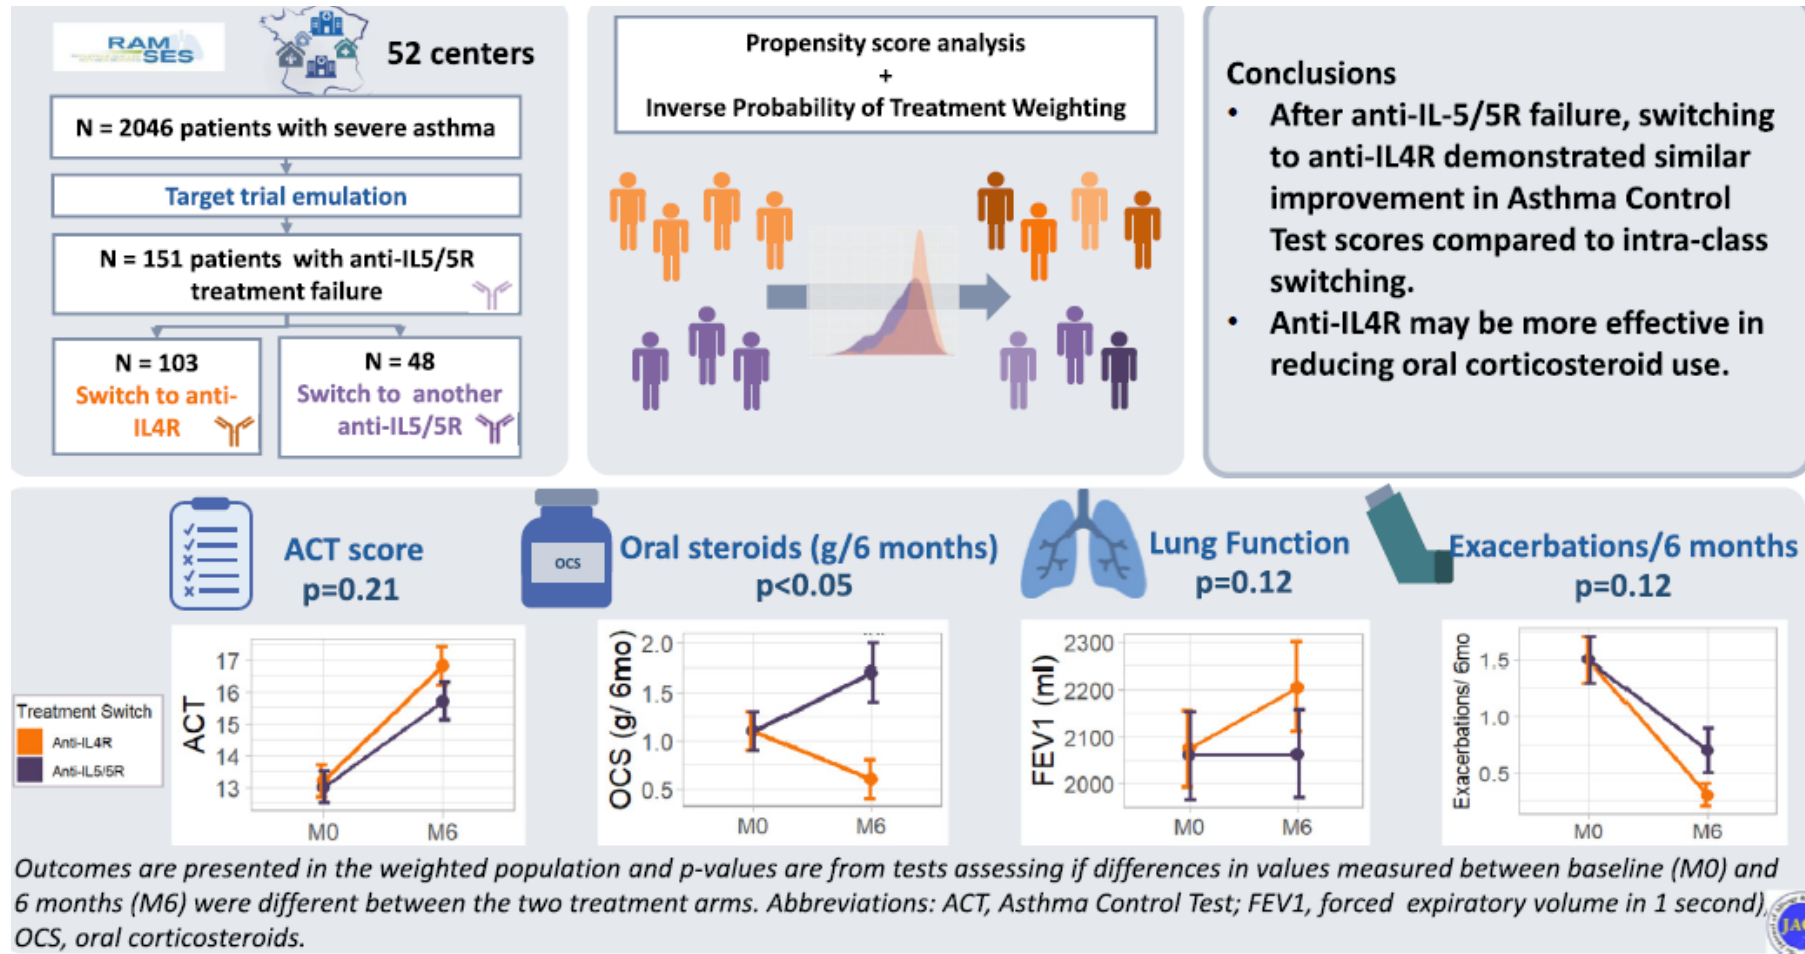 RAM
SES
52 centers
N = 2046 patients with severe asthma
Target trial emulation
N = 151 patients with anti-IL5/5R
treatment failure
N = 103
Switch to anti-
IL4R
N = 48
Switch to another
anti-IL5/5R
Propensity score analysis
+
Inverse Probability of Treatment Weighting
Conclusions
• After anti-IL-5/5R failure, switching
to anti-IL4R demonstrated similar
improvement in Asthma Control
Test scores compared to intra-class
switching.
• Anti-IL4R may be more effective in
reducing oral corticosteroid use.
ACT score
p=0.21
OCS
Oral steroids (g/6 months)
p<0.05
Lung Function
p=0.12
Exacerbations/6 months
p=0.12
Treatment Switch
Anti-IL4R
Anti-IL5/5R
ACT
17
16
15
14
13
M0 M6
OCS (g/ 6mo)
2.0
1.5
1.0
0.5
M0 M6
FEV1 (ml)
2300
2200
2100
2000
M0 M6
Exacerbations/ 6mo
1.5
1.0
0.5
M0 M6
Outcomes are presented in the weighted population and p-values are from tests assessing if differences in values measured between baseline (M0) and
6 months (M6) were different between the two treatment arms. Abbreviations: ACT, Asthma Control Test; FEV1, forced expiratory volume in 1 second),
OCS, oral corticosteroids.